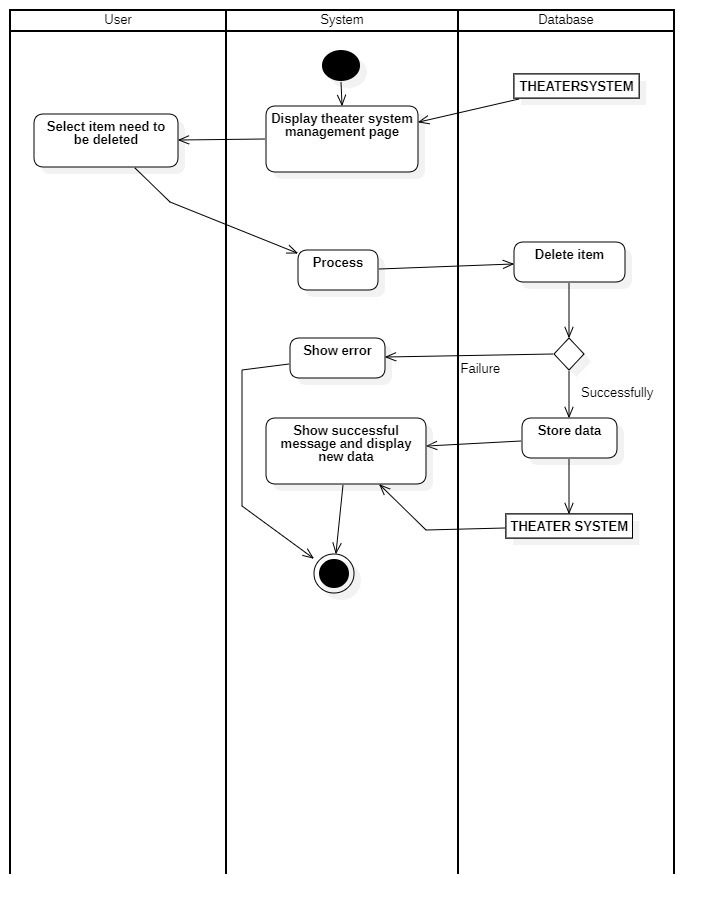 User
System
Database
THEATERSYSTEM
Display theater system
management page
Select item need to
be deleted
Process
Delete item
Show error
Failure
Successfully
Show successful
message and display
new data
Store data
THEATER SYSTEM